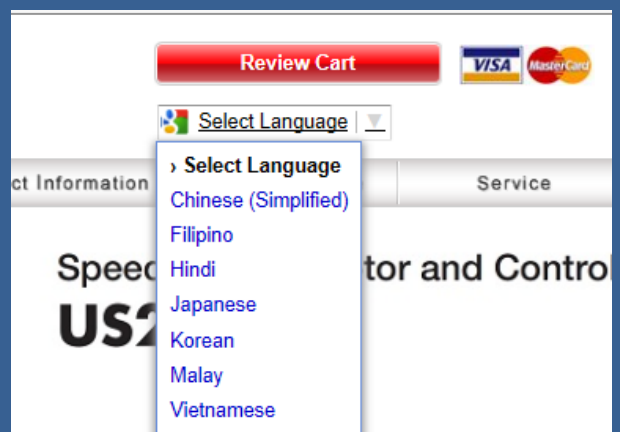 Review Cart
VISA MasterCard
Select Language
› Select Language
ct Information
Service
Chinese (Simplified)
Filipino
Hindi
Japanese
Korean
Malay
Vietnamese
Speed tor and Control
US2